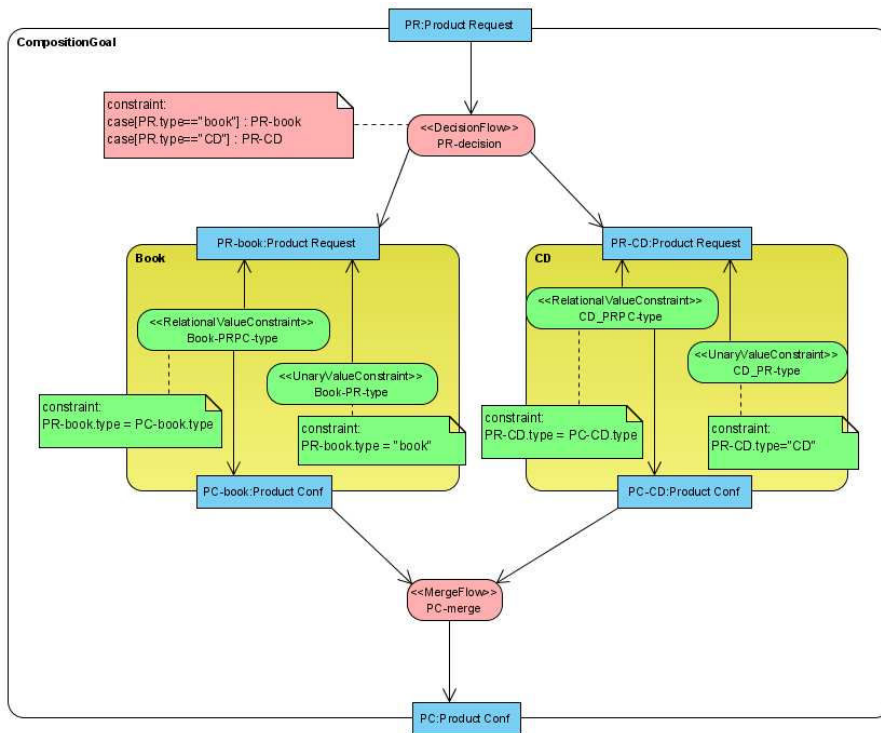 PR:Product Request
CompositionGoal
constraint:
case[PR.type=="book"] : PR-book
case[PR.type=="CD"] : PR-CD
<<DecisionFlow>>
PR-decision
PR-book:Product Request
PR-CD:Product Request
Book
CD
<<RelationalValueConstraint>>
Book-PRPC-type
<<RelationalValueConstraint>>
CD_PRPC-type
<<UnaryValueConstraint>>
Book-PR-type
<<UnaryValueConstraint>>
CD_PR-type
constraint:
PR-book.type = PC-book.type
constraint:
PR-book.type = "book"
constraint:
PR-CD.type = PC-CD.type
constraint:
PR-CD.type="CD"
PC-book:Product Conf
PC-CD:Product Conf
<<MergeFlow>>
PC-merge
PC:Product Conf